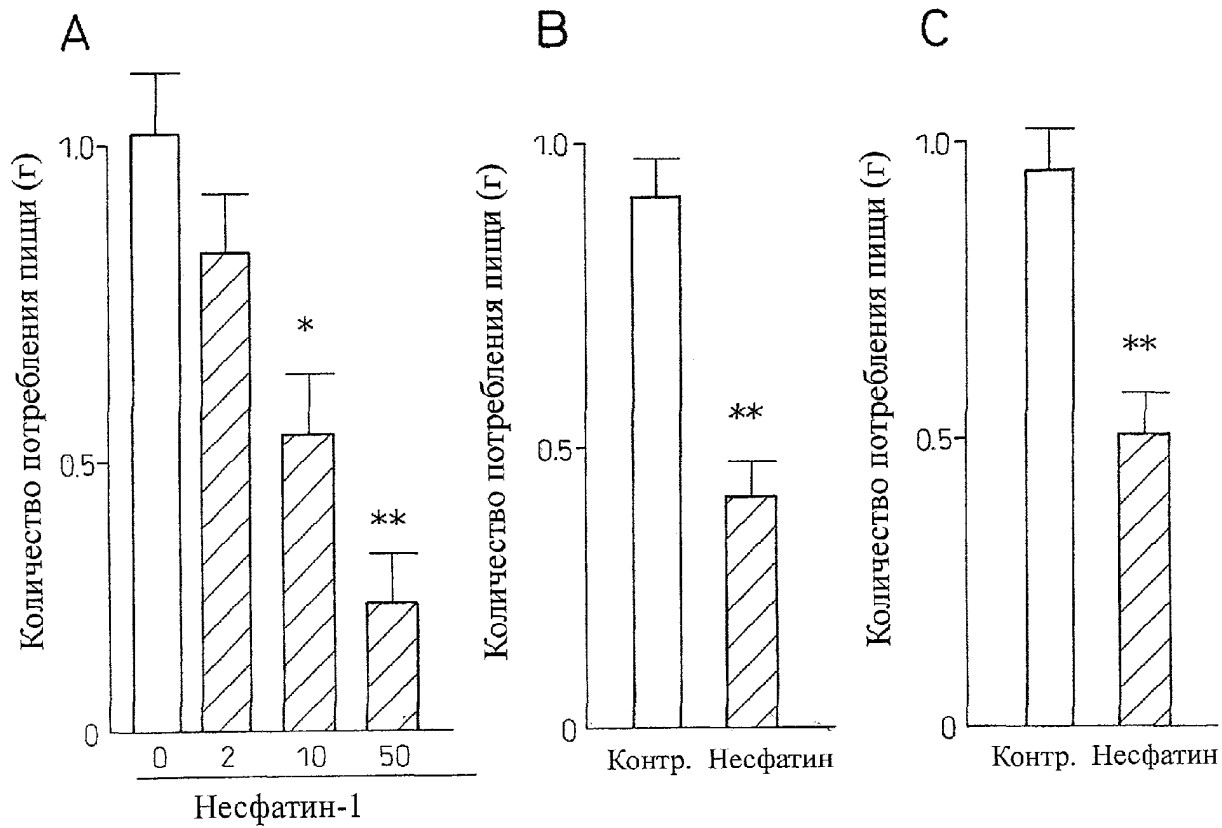 A
Количество потребления пищи (г)
1.0
0.5
0
*
**
0 2 10 50
Несфатин-1
B
Количество потребления пищи (г)
1.0
0.5
0
**
Контр. Несфатин
C
Количество потребления пищи (г)
1.0
0.5
0
**
Контр. Несфатин